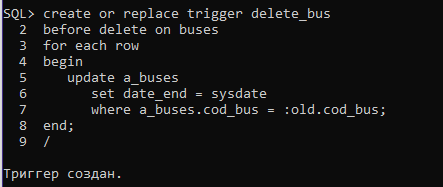 SQL> create or replace trigger delete_bus
2 before delete on buses
3 for each row
4 begin
5 update a_buses
6 set date_end = sysdate
7 where a_buses.cod_bus = :old.cod_bus;
8 end;
9 /
Триггер создан.